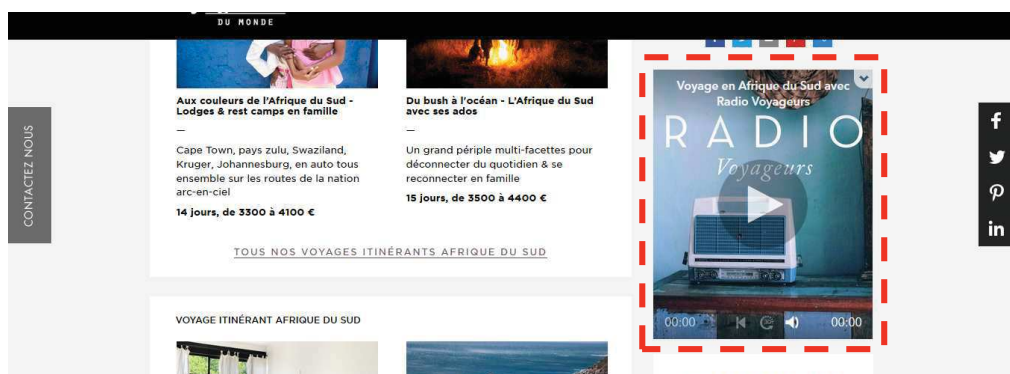 DU MONDE
CONTACTEZ NOUS
Aux couleurs de l'Afrique du Sud -
Lodges & rest camps en famille
—
Cape Town, pays zulu, Swaziland,
Kruger, Johannesburg, en auto tous
ensemble sur les routes de la nation
arc-en-ciel
14 jours, de 3300 à 4100 €
Du bush à l'océan - L'Afrique du Sud
avec ses ados
—
Un grand périple multi-facettes pour
déconnecter du quotidien & se
reconnecter en famille
15 jours, de 3500 à 4400 €
TOUS NOS VOYAGES ITINÉRANTS AFRIQUE DU SUD
VOYAGE ITINÉRANT AFRIQUE DU SUD
Voyage en Afrique du Sud avec
Radio Voyageurs
RADIO
Voyageurs
00:00
00:00